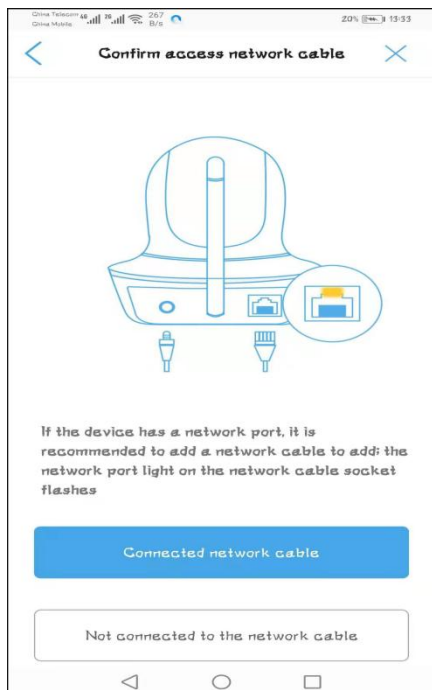 China Telecom 4G 2G 267
China Mobile B/s 20% 13:33
Confirm access network cable
If the device has a network port, it is
recommended to add a network cable to add; the
network port light on the network cable socket
flashes
Connected network cable
Not connected to the network cable